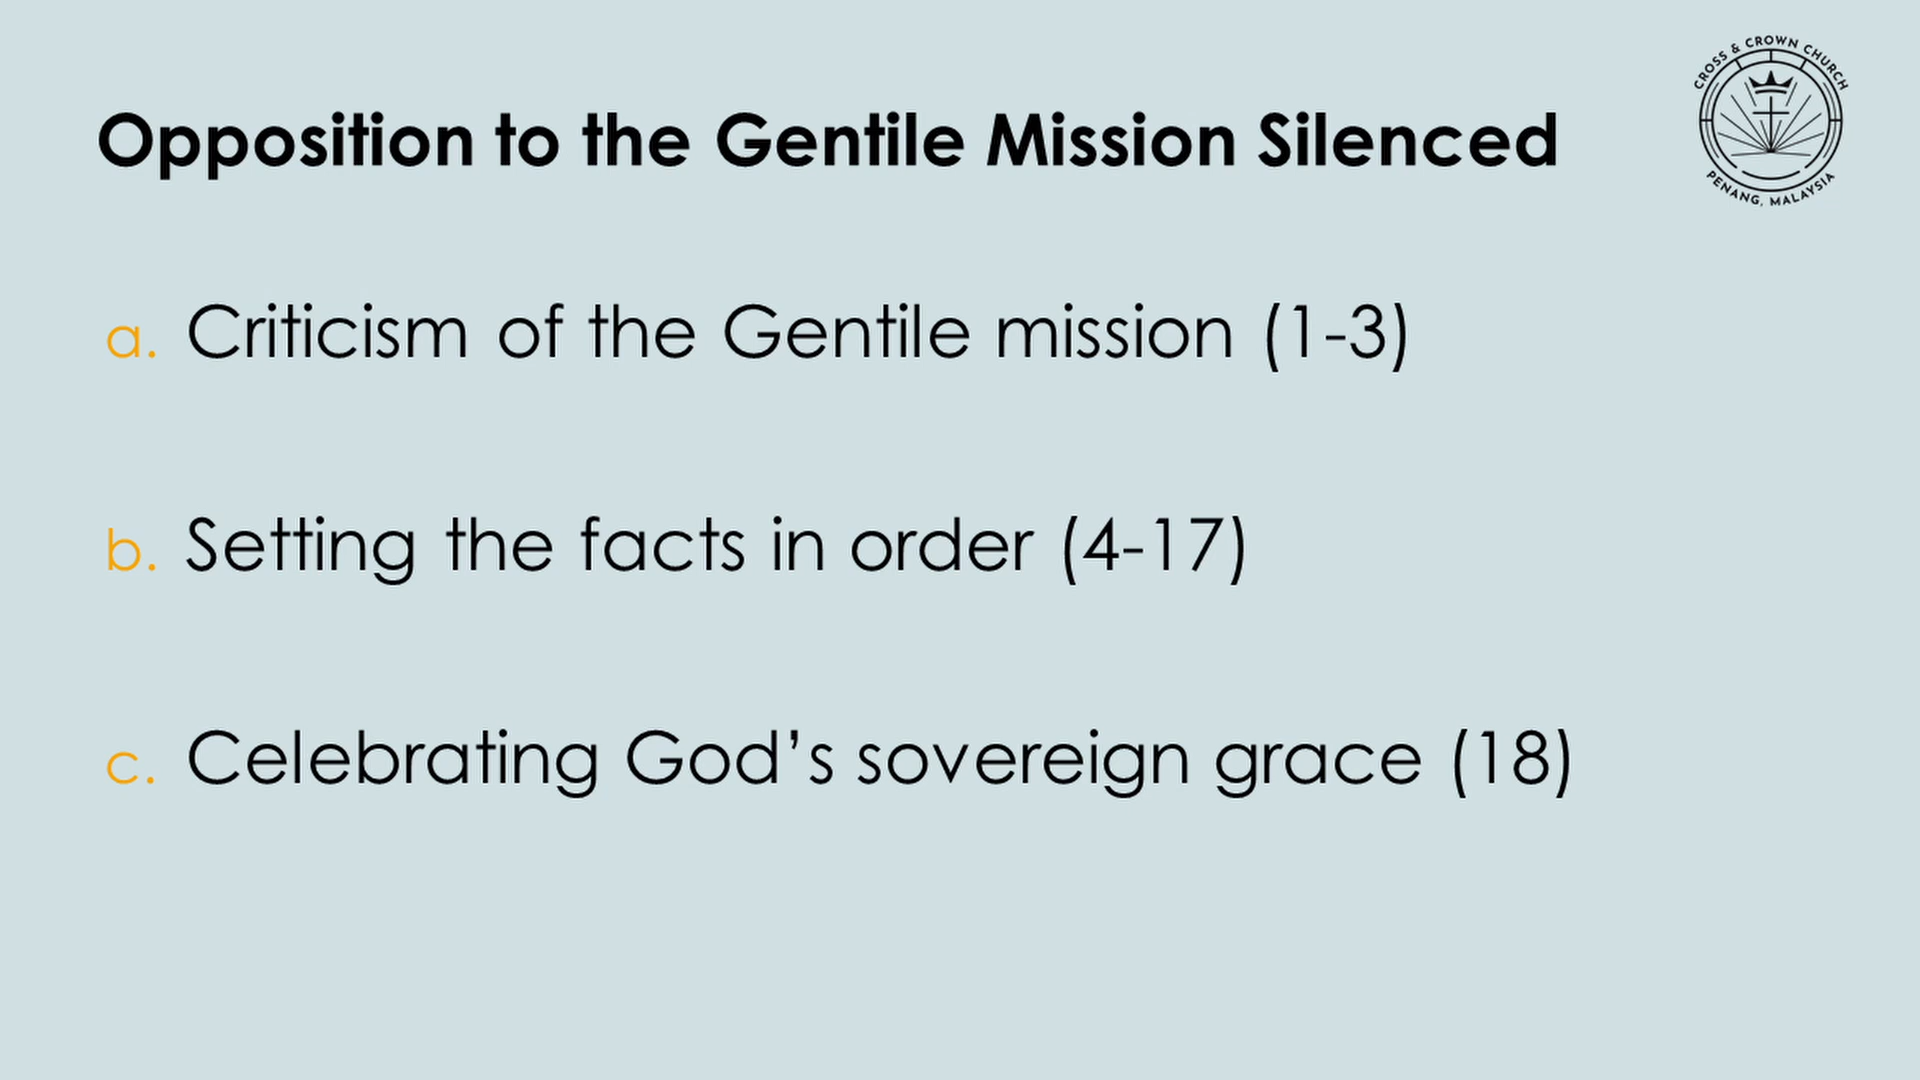 CROSS & CROWN CHURCH
PENANG, MALAYSIA
Opposition to the Gentile Mission Silenced
a. Criticism of the Gentile mission (1-3)
b. Setting the facts in order (4-17)
c. Celebrating God’s sovereign grace (18)